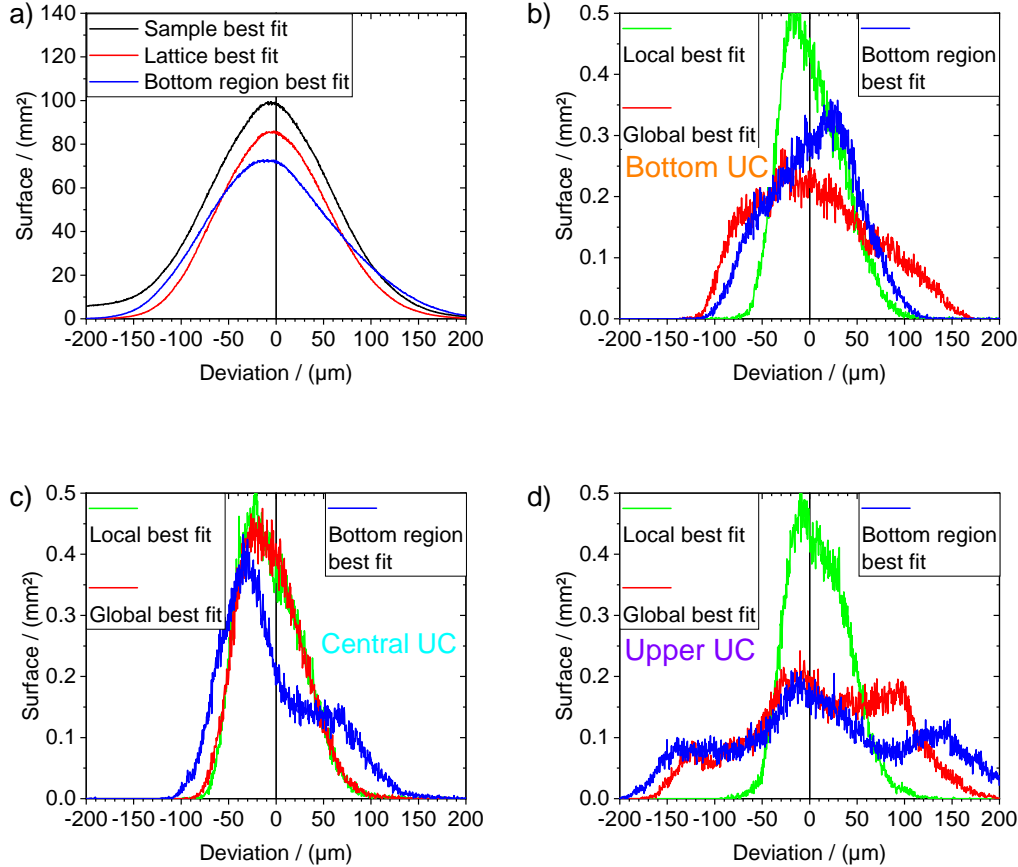 a)
Sample best fit
Lattice best fit
Bottom region best fit
140
120
100
80
60
40
20
0
Surface / (mm²)
-200 -150 -100 -50 0 50 100 150 200
Deviation / (µm)
b)
Local best fit
Global best fit
Bottom region
best fit
Bottom UC
0.5
0.4
0.3
0.2
0.1
0.0
Surface / (mm²)
-200 -150 -100 -50 0 50 100 150 200
Deviation / (µm)
c)
Local best fit
Global best fit
Bottom region
best fit
Central UC
0.5
0.4
0.3
0.2
0.1
0.0
Surface / (mm²)
-200 -150 -100 -50 0 50 100 150 200
Deviation / (µm)
d)
Local best fit
Global best fit
Bottom region
best fit
Upper UC
0.5
0.4
0.3
0.2
0.1
0.0
Surface / (mm²)
-200 -150 -100 -50 0 50 100 150 200
Deviation / (µm)